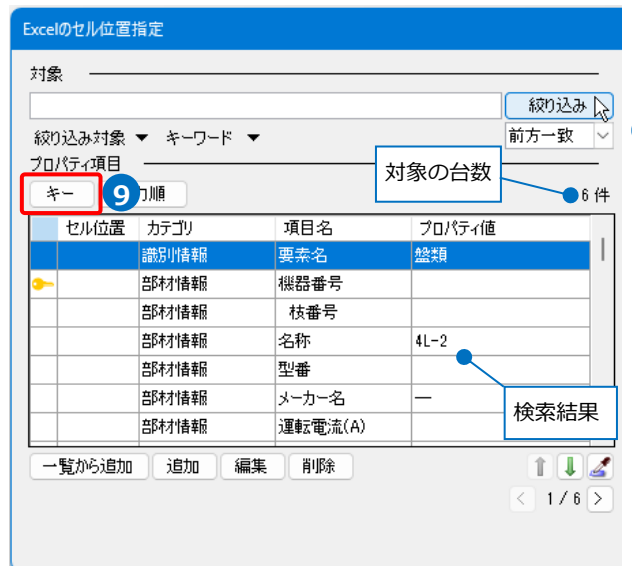 Excelのセル位置指定
対象
絞り込み
絞り込み対象 ▼ キーワード ▼
前方一致
プロパティ項目
対象の台数
キー
9
力順
6 件
セル位置 カテゴリ 項目名 プロパティ値
識別情報 要素名 盤類
部材情報 機器番号
部材情報 枝番号
部材情報 名称 4L-2
部材情報 型番
部材情報 メーカー名 ―
部材情報 運転電流(A)
検索結果
一覧から追加 追加 編集 削除
< 1 / 6 >